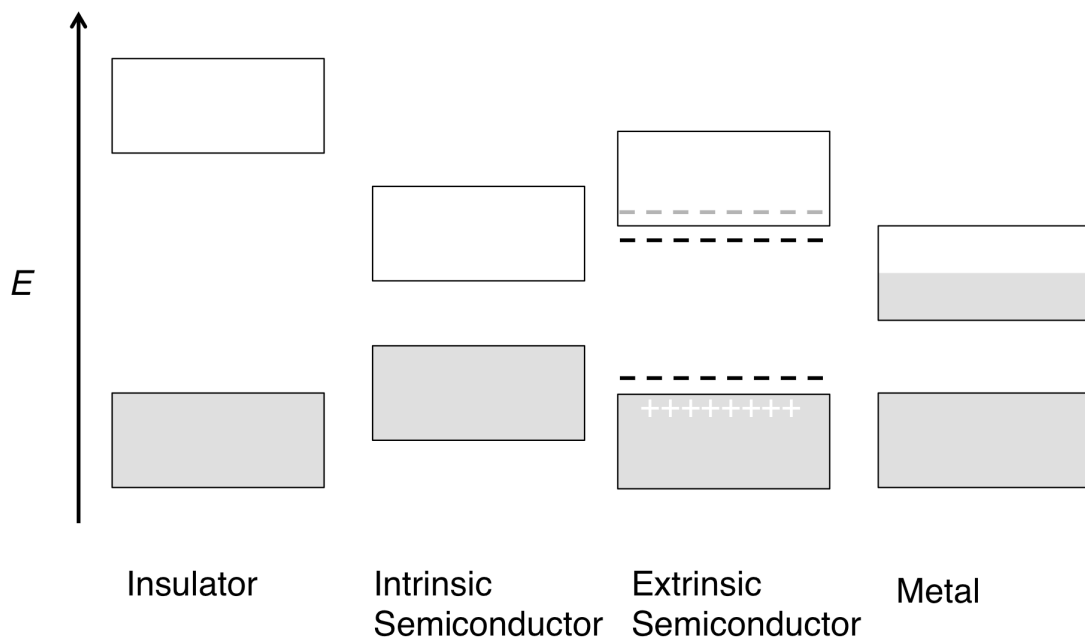 E
++++++++
Insulator
Intrinsic
Semiconductor
Extrinsic
Semiconductor
Metal